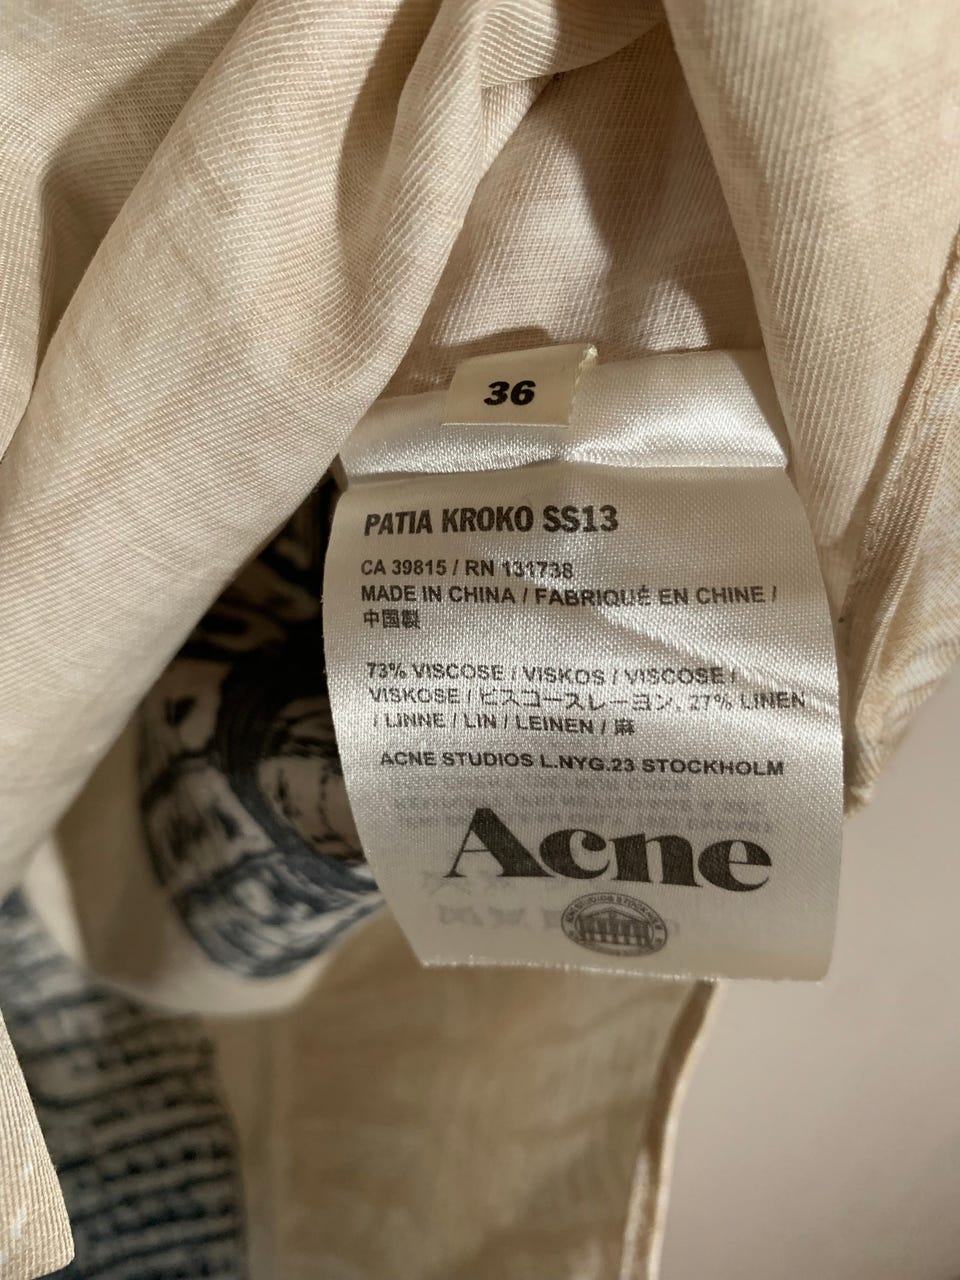 36
PATIA KROKO SS13
CA 39815 / RN 131738
MADE IN CHINA / FABRIQUÉ EN CHINE /
中国製
73% VISCOSE / VISKOS / VISCOSE /
VISKOSE / ビスコースレーヨン, 27% LINEN
/ LINNE / LIN / LEINEN / 麻
ACNE STUDIOS L.NYG.23 STOCKHOLM
Acne